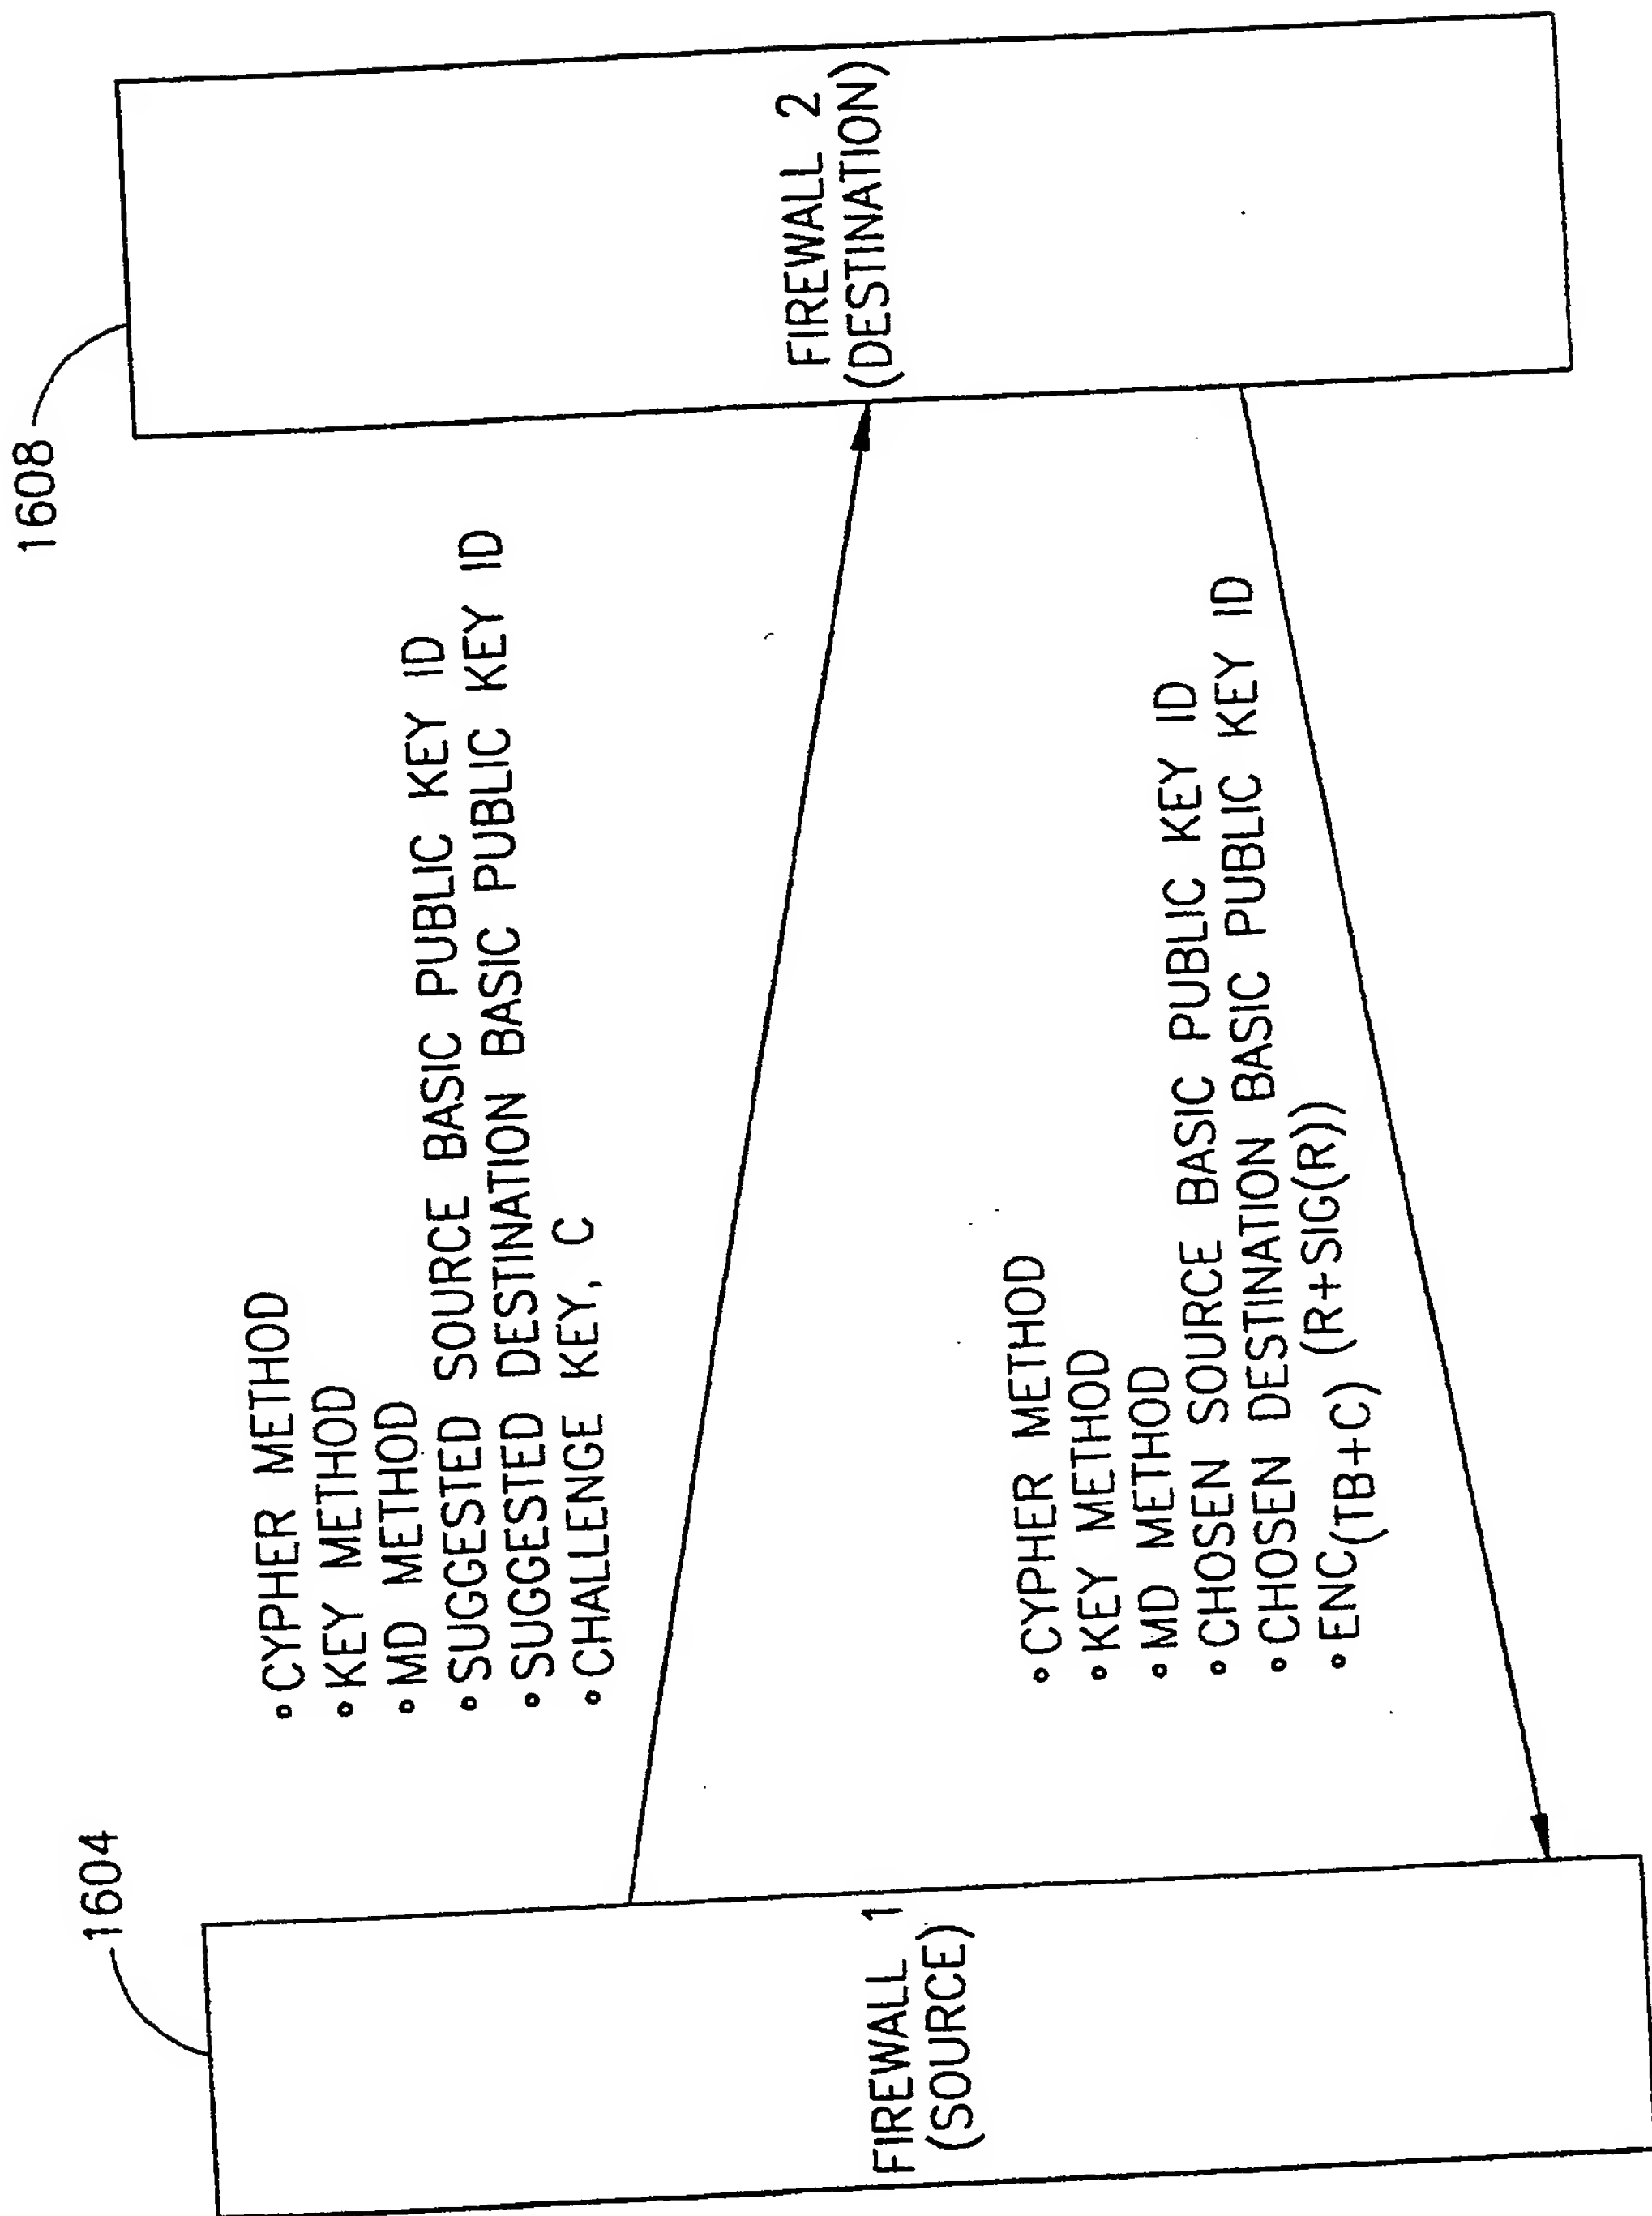 1604
1608
FIREWALL 1
(SOURCE)
• CYPHER METHOD
• KEY METHOD
• MD METHOD
• SUGGESTED SOURCE BASIC PUBLIC KEY ID
• SUGGESTED DESTINATION BASIC PUBLIC KEY ID
• CHALLENGE KEY, C
FIREWALL 2
(DESTINATION)
• CYPHER METHOD
• KEY METHOD
• MD METHOD
• CHOSEN SOURCE BASIC PUBLIC KEY ID
• CHOSEN DESTINATION BASIC PUBLIC KEY ID
• ENC(TB+C) (R+SIG(R))